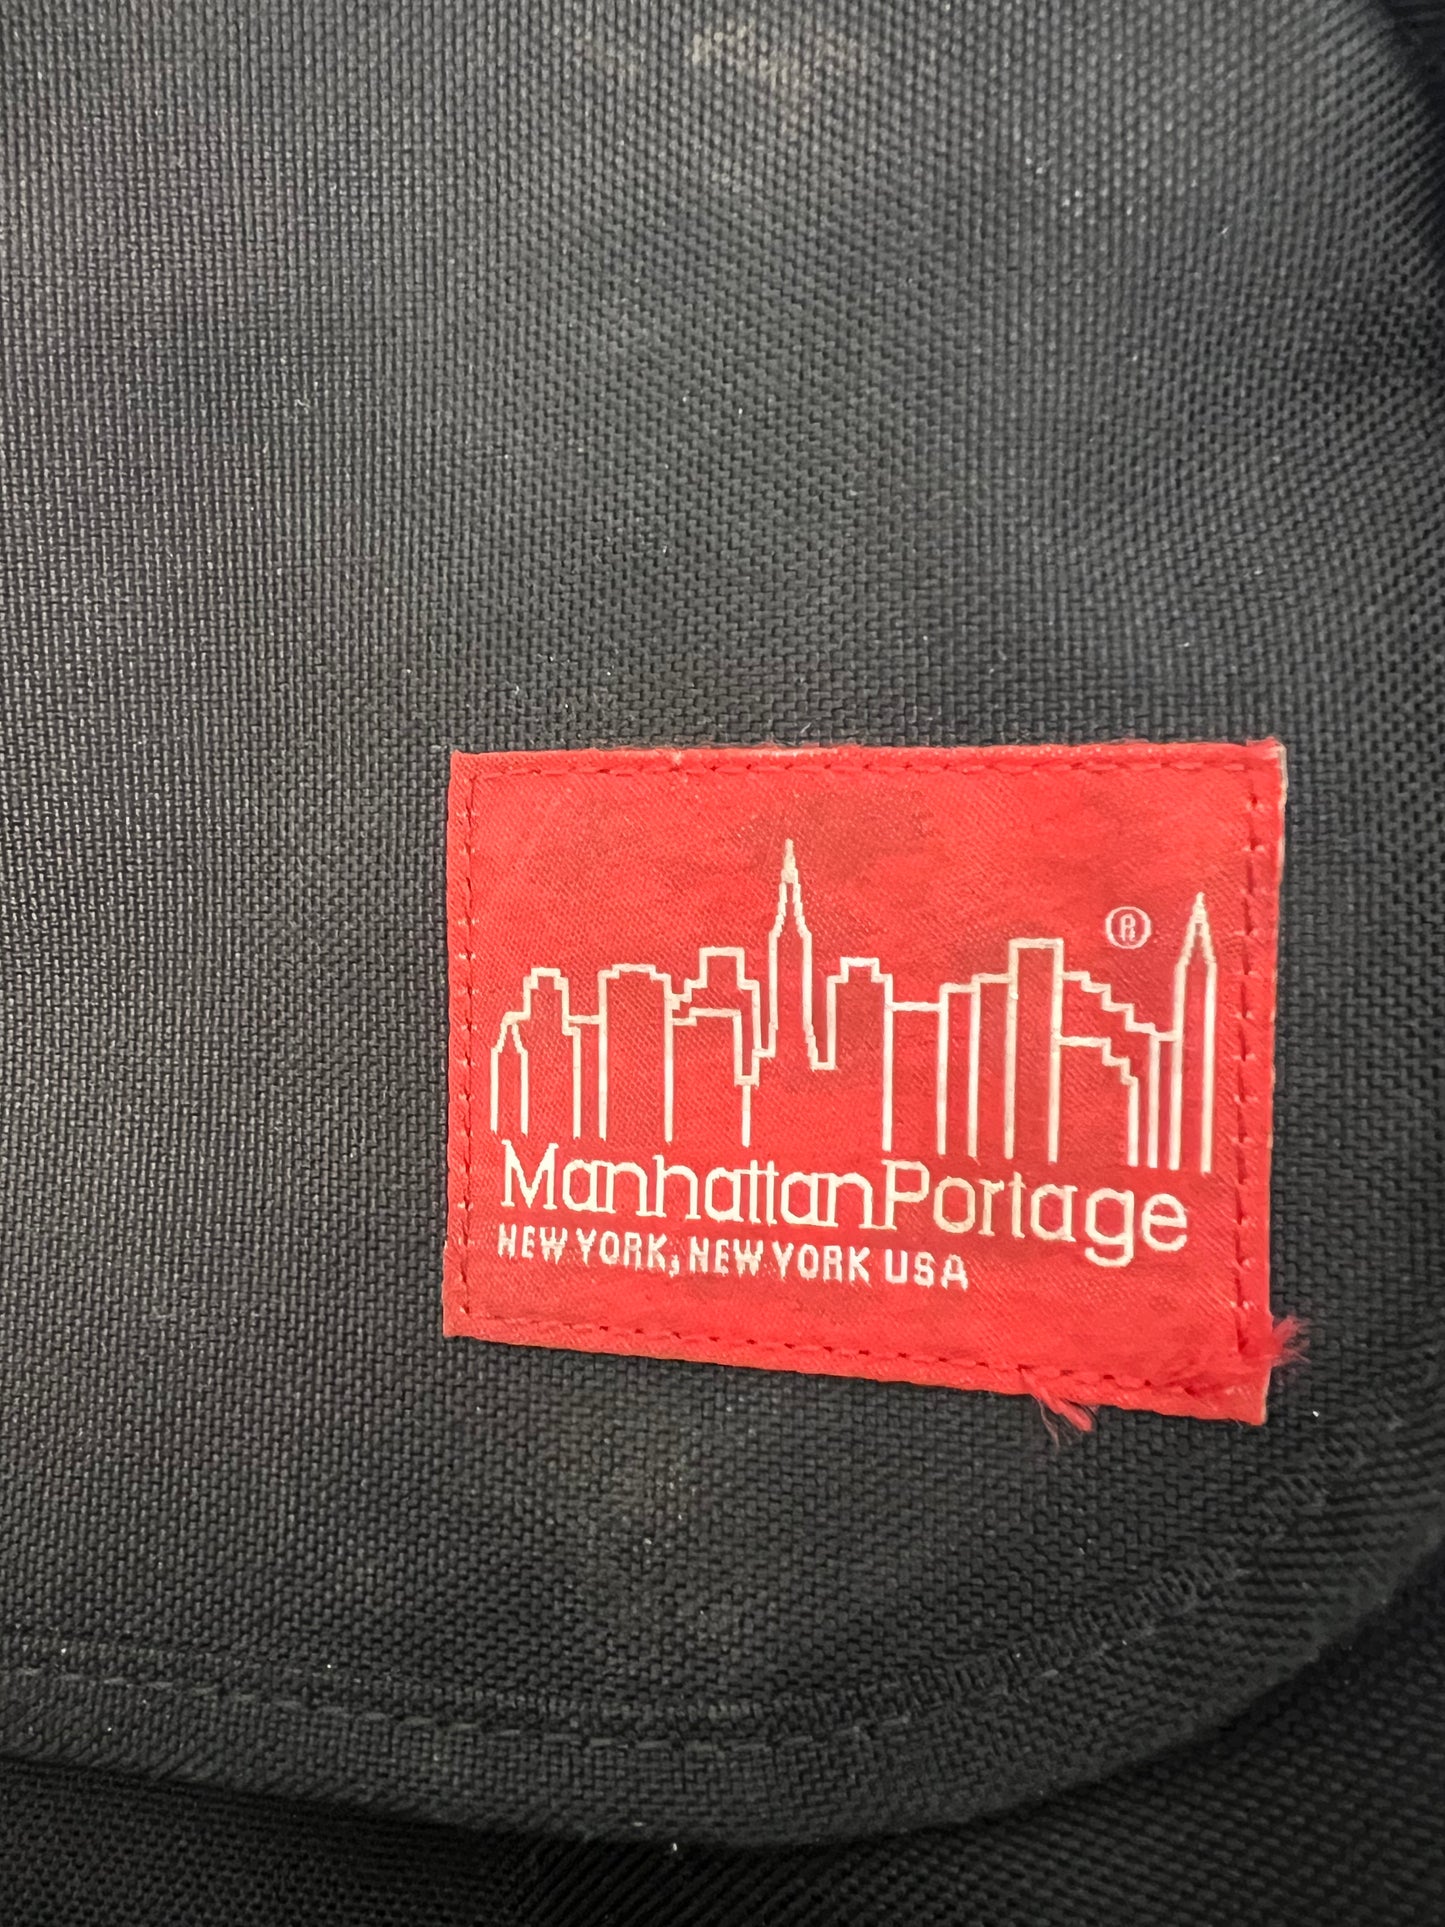 ®
ManhattanPortage
NEW YORK, NEW YORK USA